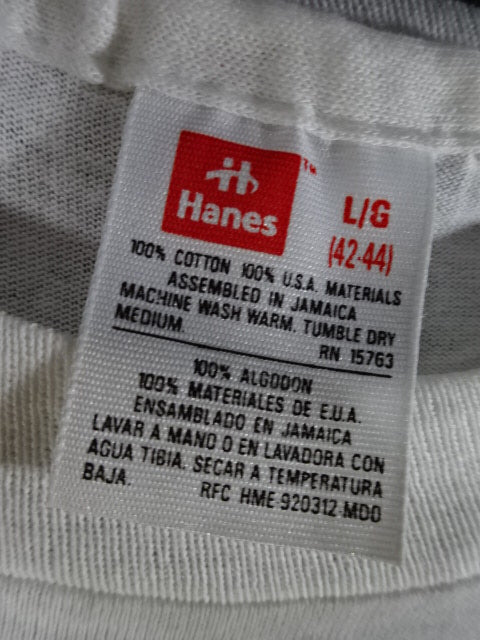 Hanes
TM
L/G
(42-44)
100% COTTON 100% U.S.A. MATERIALS
ASSEMBLED IN JAMAICA
MACHINE WASH WARM. TUMBLE DRY
MEDIUM.
RN 15763
100% ALGODON
100% MATERIALES DE E.U.A.
ENSAMBLADO EN JAMAICA
LAVAR A MANO O EN LAVADORA CON
AGUA TIBIA. SECAR A TEMPERATURA
BAJA.
RFC HME-920312-MD0